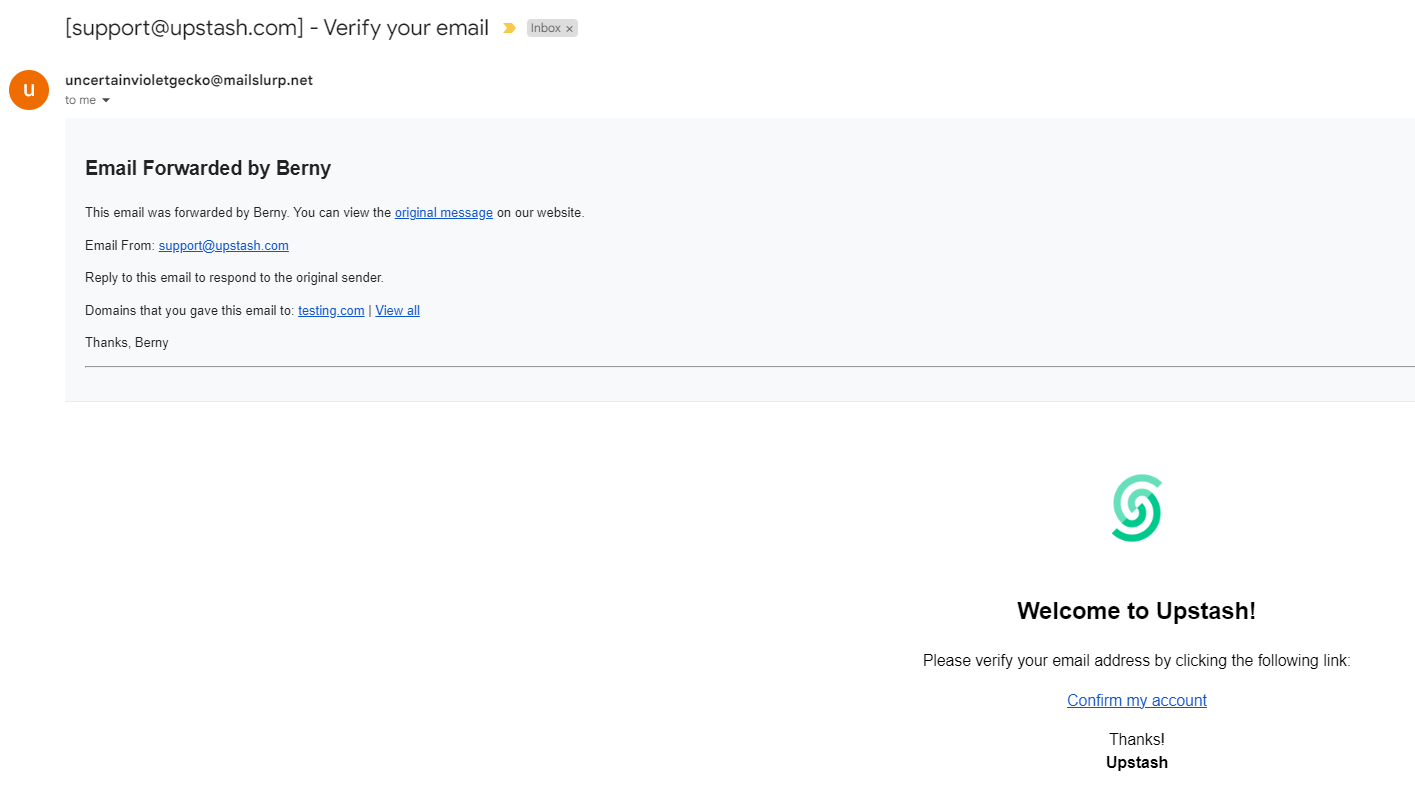 [support@upstash.com] - Verify your email Inbox ×
u
uncertainvioletgecko@mailslurp.net
to me
Email Forwarded by Berny
This email was forwarded by Berny. You can view the original message on our website.
Email From: support@upstash.com
Reply to this email to respond to the original sender.
Domains that you gave this email to: testing.com | View all
Thanks, Berny
Welcome to Upstash!
Please verify your email address by clicking the following link:
Confirm my account
Thanks!
Upstash